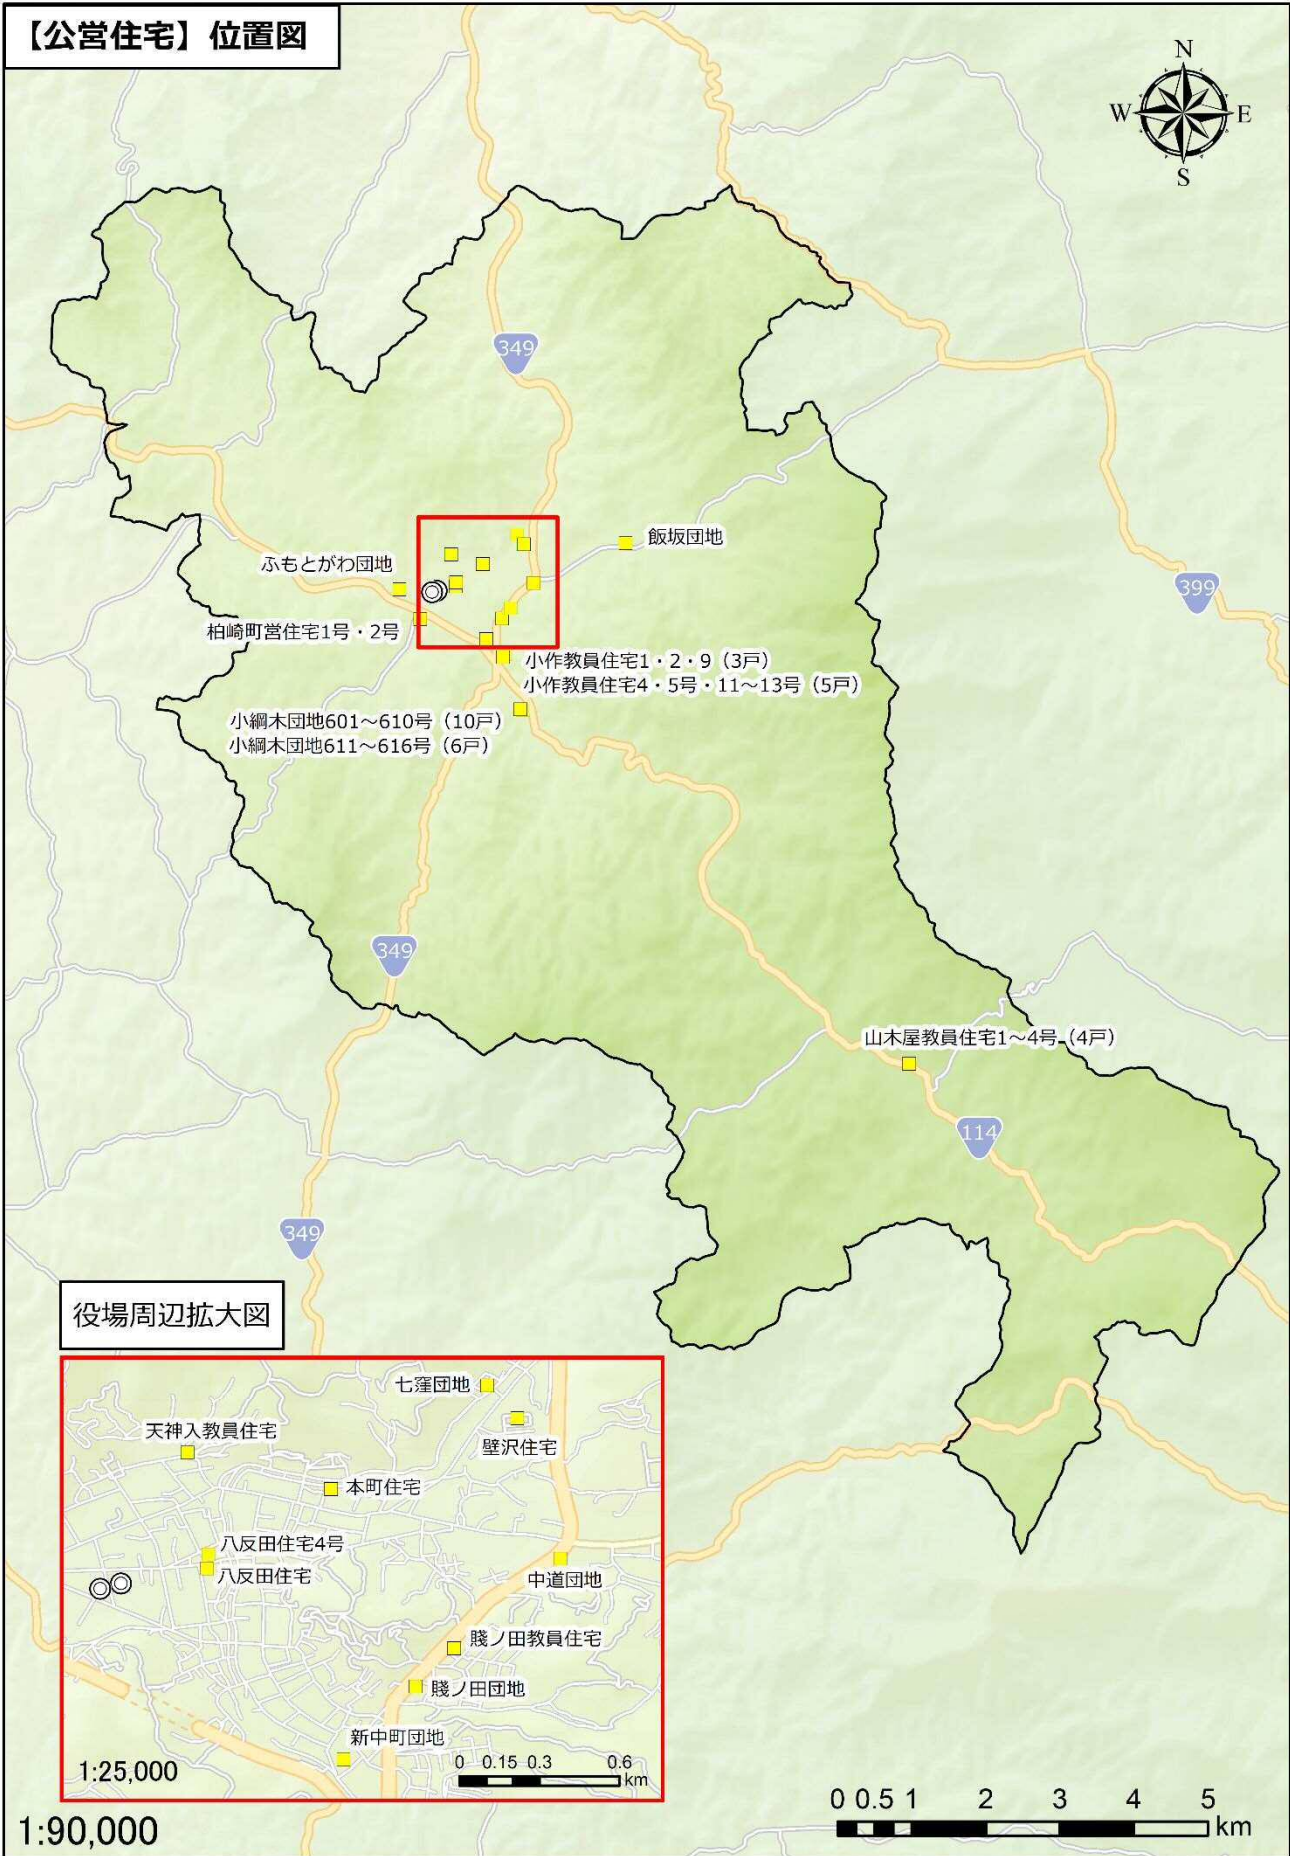 【公営住宅】位置図
N
W E
S
349
飯坂団地
ふもとがわ団地
399
柏崎町営住宅1号・2号
小作教員住宅1・2・9（3戸）
小作教員住宅4・5号・11～13号（5戸）
小綱木団地601～610号（10戸）
小綱木団地611～616号（6戸）
349
山木屋教員住宅1～4号（4戸）
114
349
役場周辺拡大図
七窪団地
壁沢住宅
天神入教員住宅
本町住宅
八反田住宅4号
八反田住宅
中道団地
賤ノ田教員住宅
賤ノ田団地
新中町団地
1:25,000
0 0.15 0.3 0.6
km
1:90,000
0 0.5 1 2 3 4 5
km